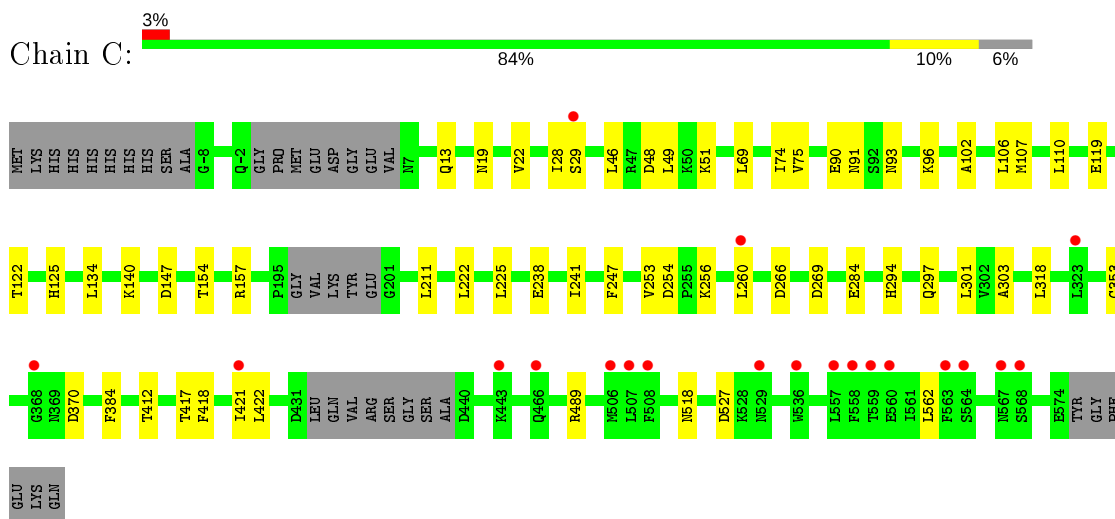 3%
Chain C:
84% 10% 6%
MET LYS HIS HIS HIS HIS HIS HIS SER ALA G-8 Q-2 GLY PRO MET GLU ASP GLY GLU VAL N7 Q13 N19 V22 I28 S29 L46 R47 D48 L49 K50 K51 L69 I74 V75 E90 N91 S92 N93 K96 A102 L106 M107 L110 E119
T122 H125 L134 K140 D147 T154 R157 P195 GLY VAL LYS TYR GLU G201 L211 L222 L225 E238 I241 F247 V253 D254 P255 K256 L260 D266 D269 E284 H294 Q297 L301 V302 A303 L318 L323 C353
G368 N369 D370 F384 T412 T417 F418 I421 L422 D431 LEU GLN VAL ARG SER GLY SER ALA D440 K443 Q466 R489 M506 L507 F508 N518 D527 K528 N529 W536 L557 F558 T559 E560 I561 L562 F563 S564 N567 S568 E574 TYR GLY PHE
GLU LYS GLN